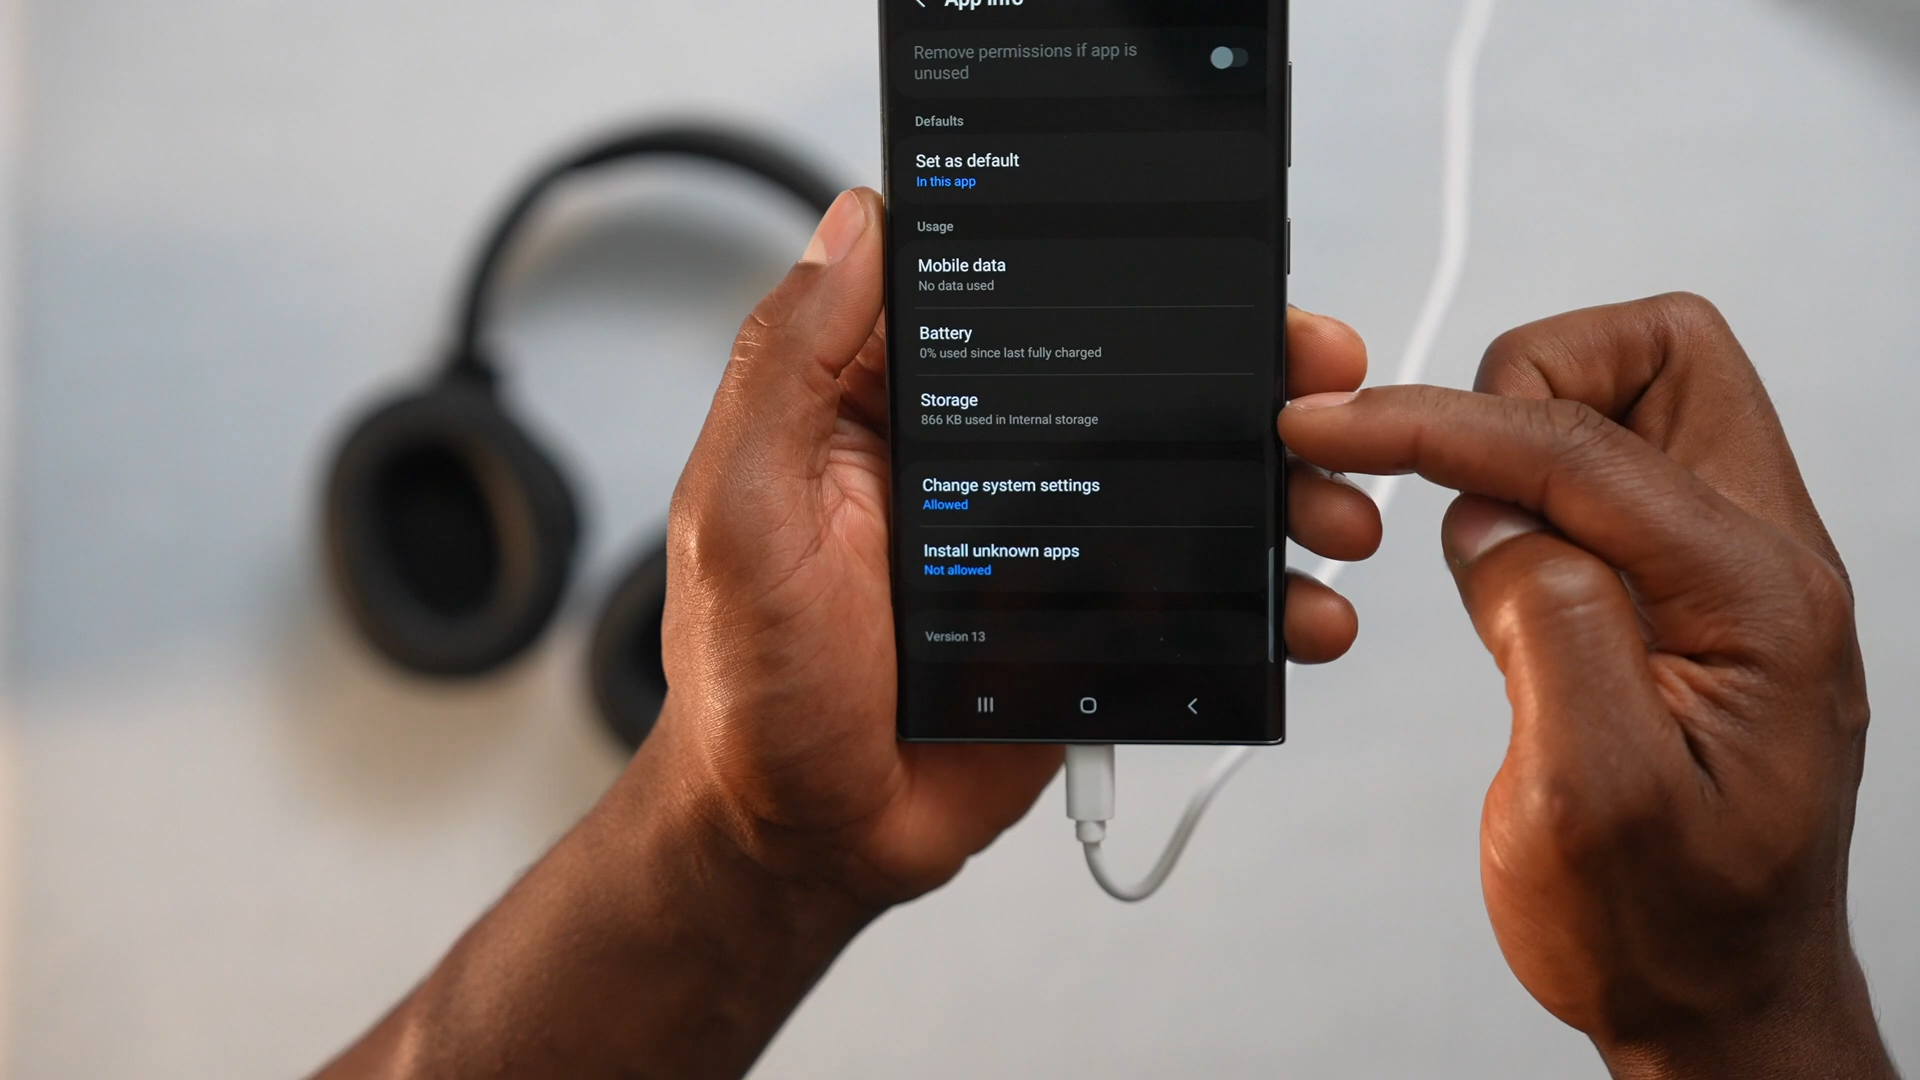 App info
Remove permissions if app is
unused
Defaults
Set as default
In this app
Usage
Mobile data
No data used
Battery
0% used since last fully charged
Storage
866 KB used in Internal storage
Change system settings
Allowed
Install unknown apps
Not allowed
Version 13